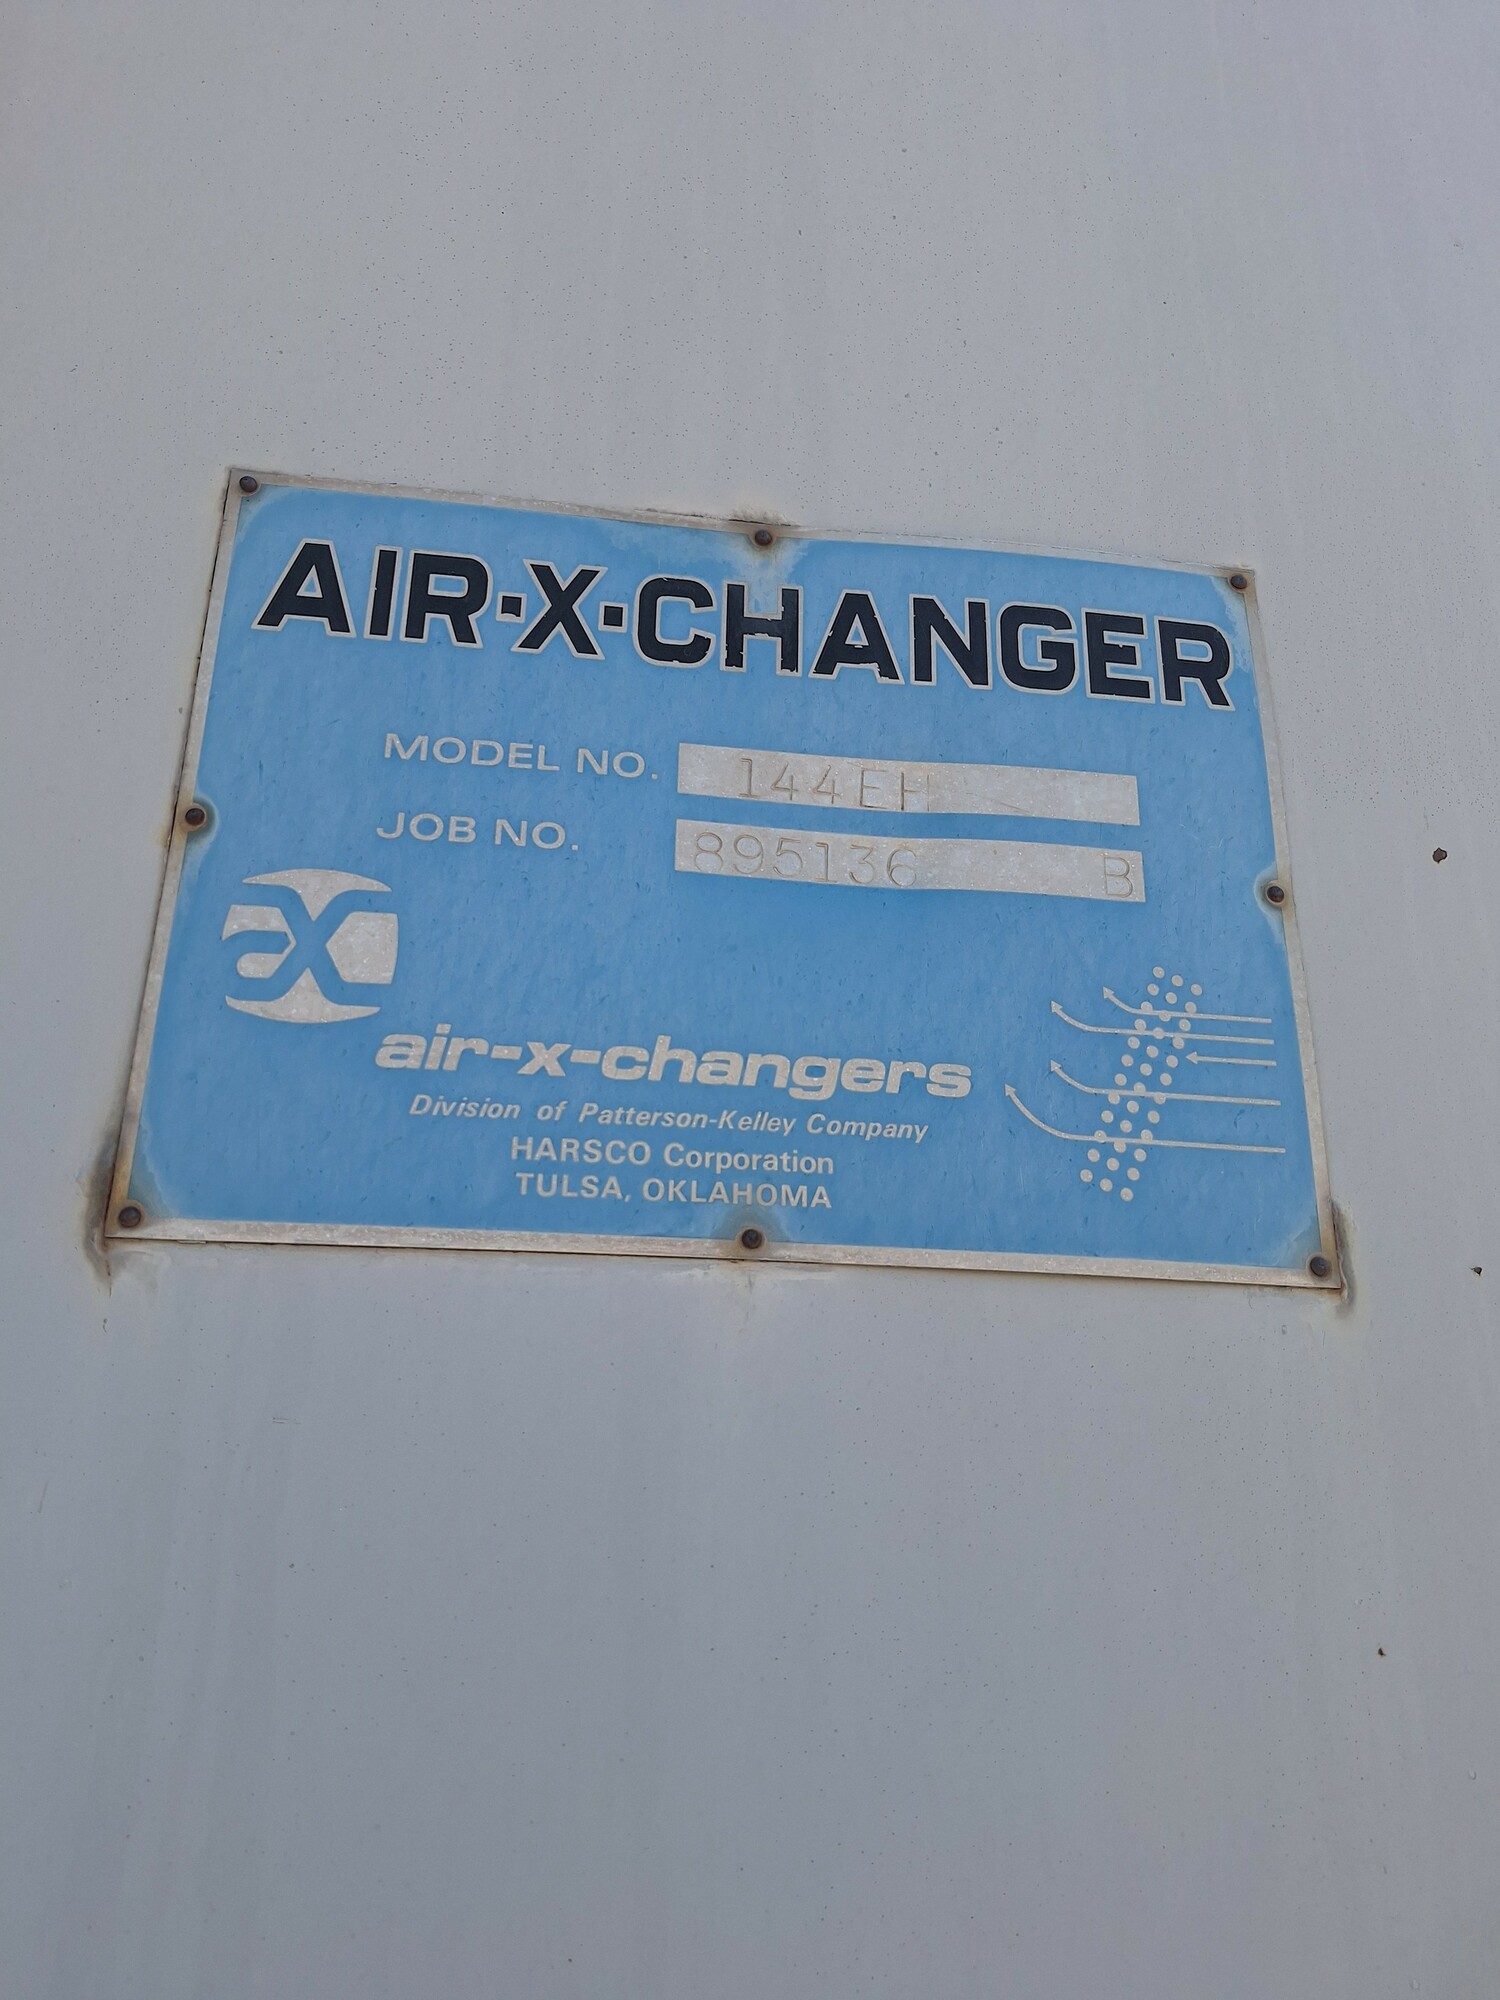 AIR·X·CHANGER
MODEL NO. 144EH
JOB NO. 895136 B
air-x-changers
Division of Patterson-Kelley Company
HARSCO Corporation
TULSA, OKLAHOMA